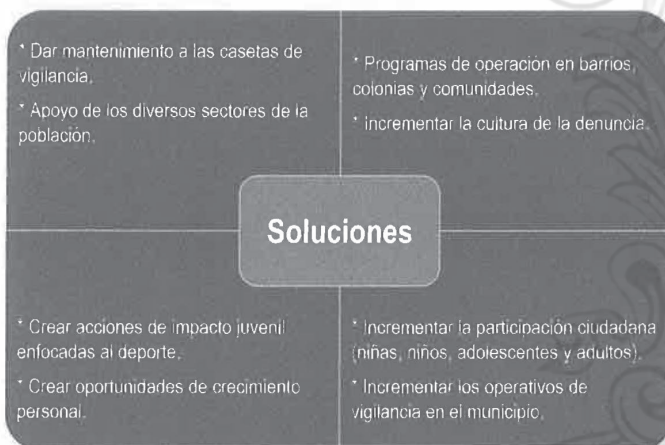 * Dar mantenimiento a las casetas de
vigilancia.
* Apoyo de los diversos sectores de la
población.
* Programas de operación en barrios,
colonias y comunidades.
* Incrementar la cultura de la denuncia.
Soluciones
* Crear acciones de impacto juvenil
enfocadas al deporte.
* Crear oportunidades de crecimiento
personal.
* Incrementar la participación ciudadana
(niñas, niños, adolescentes y adultos).
* Incrementar los operativos de
vigilancia en el municipio.